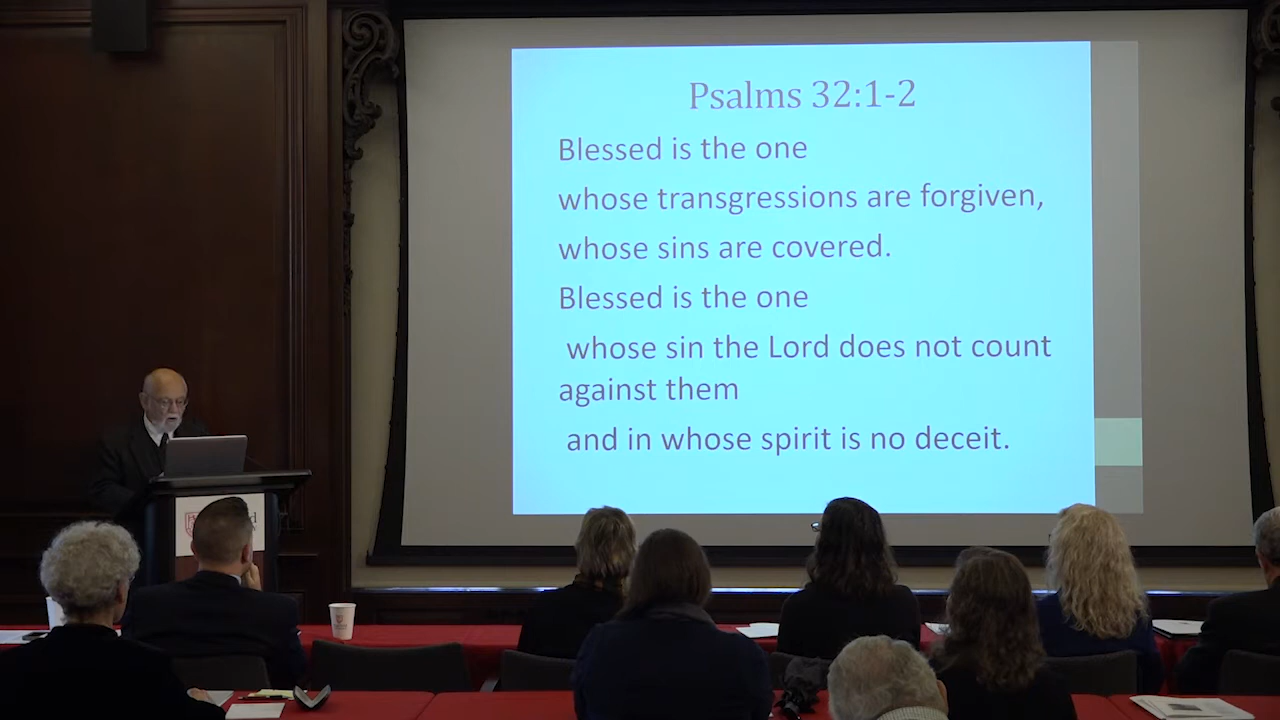 Psalms 32:1-2
Blessed is the one
whose transgressions are forgiven,
whose sins are covered.
Blessed is the one
whose sin the Lord does not count
against them
and in whose spirit is no deceit.